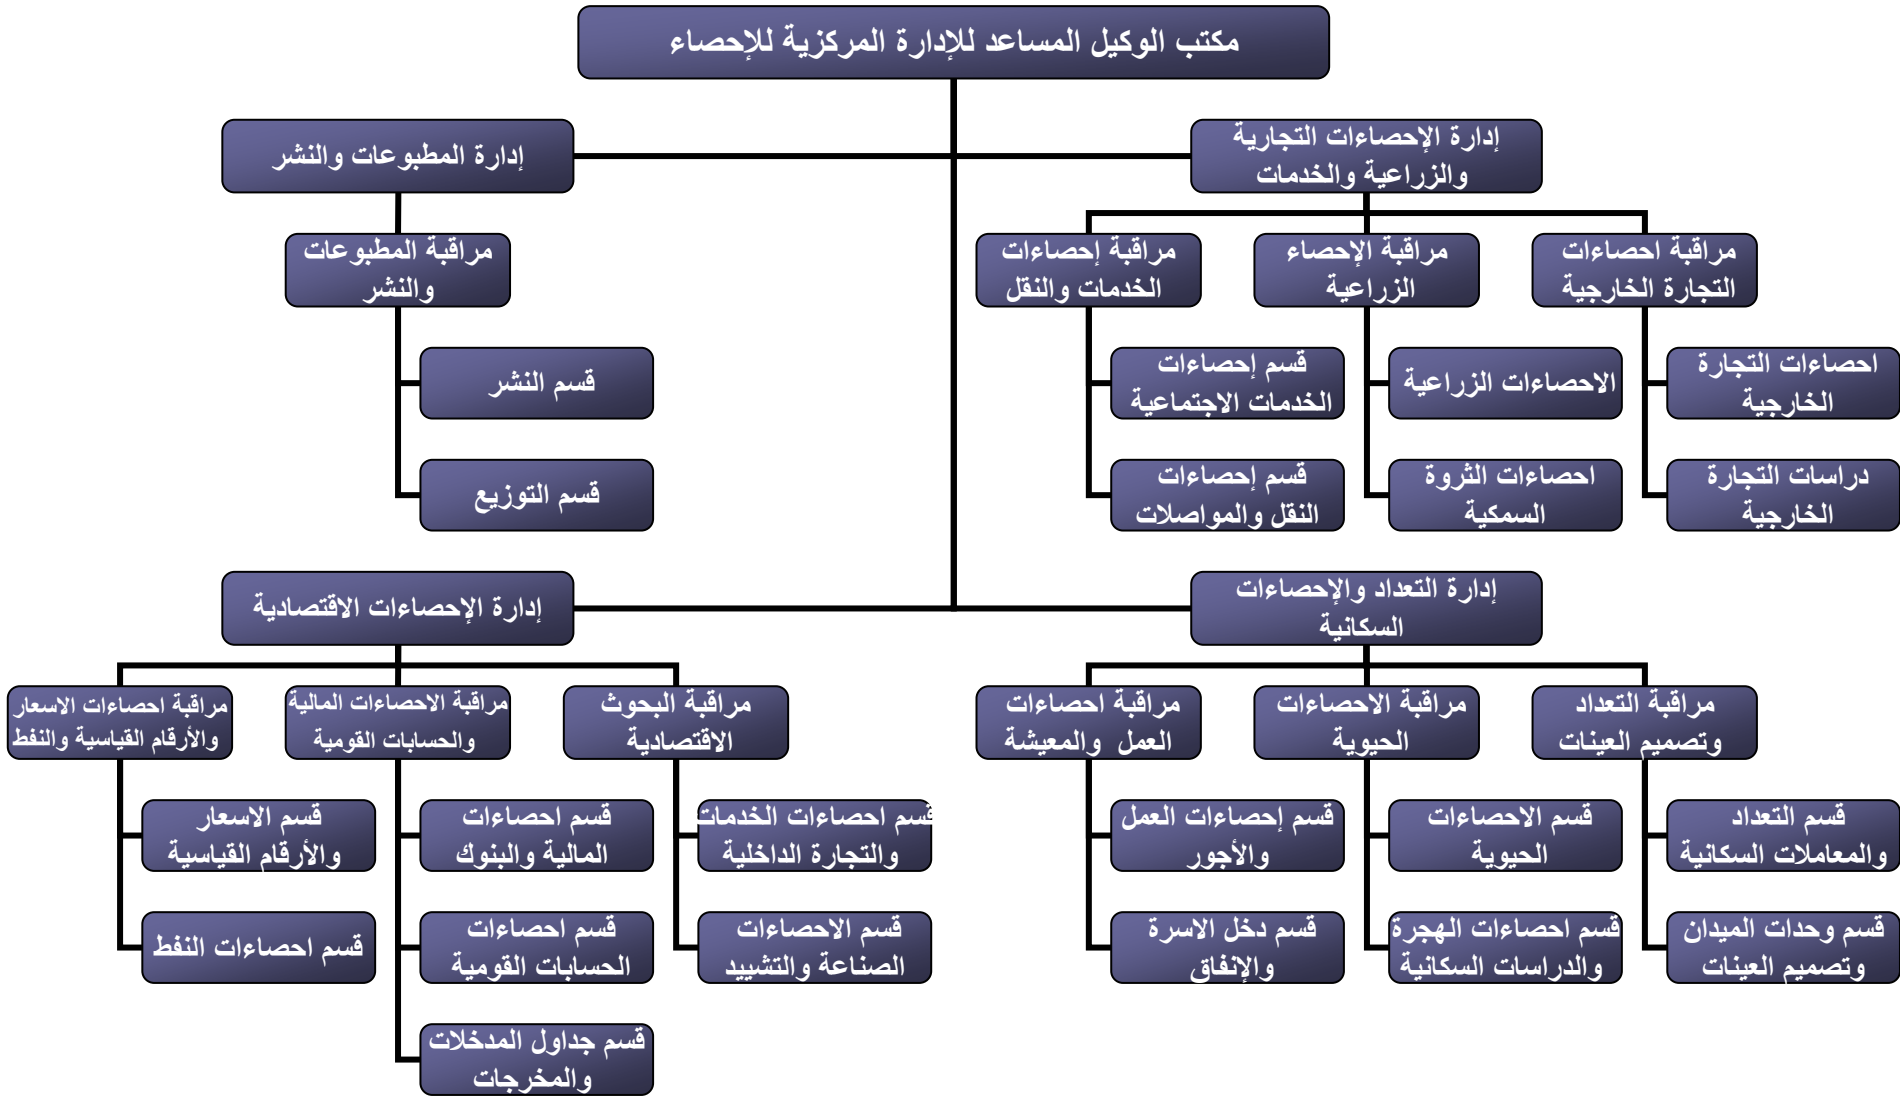 مكتب الوكيل المساعد للإدارة المركزية للإحصاء
إدارة الإحصاءات التجارية
والزراعية والخدمات
إدارة المطبوعات والنشر
مراقبة احصاءات
التجارة الخارجية
مراقبة الإحصاء
الزراعية
مراقبة إحصاءات
الخدمات والنقل
مراقبة المطبوعات
والنشر
احصاءات التجارة
الخارجية
الاحصاءات الزراعية
قسم إحصاءات
الخدمات الاجتماعية
قسم النشر
دراسات التجارة
الخارجية
احصاءات الثروة
السمكية
قسم إحصاءات
النقل والمواصلات
قسم التوزيع
إدارة التعداد والإحصاءات
السكانية
إدارة الإحصاءات الاقتصادية
مراقبة التعداد
وتصميم العينات
مراقبة الاحصاءات
الحيوية
مراقبة احصاءات
العمل والمعيشة
مراقبة البحوث
الاقتصادية
مراقبة الاحصاءات المالية
والحسابات القومية
مراقبة احصاءات الاسعار
والأرقام القياسية والنفط
قسم التعداد
والمعاملات السكانية
قسم الاحصاءات
الحيوية
قسم إحصاءات العمل
والأجور
قسم احصاءات الخدمات
والتجارة الداخلية
قسم احصاءات
المالية والبنوك
قسم الاسعار
والأرقام القياسية
قسم وحدات الميدان
وتصميم العينات
قسم احصاءات الهجرة
والدراسات السكانية
قسم دخل الاسرة
والإنفاق
قسم الاحصاءات
الصناعة والتشييد
قسم احصاءات
الحسابات القومية
قسم احصاءات النفط
قسم جداول المدخلات
والمخرجات